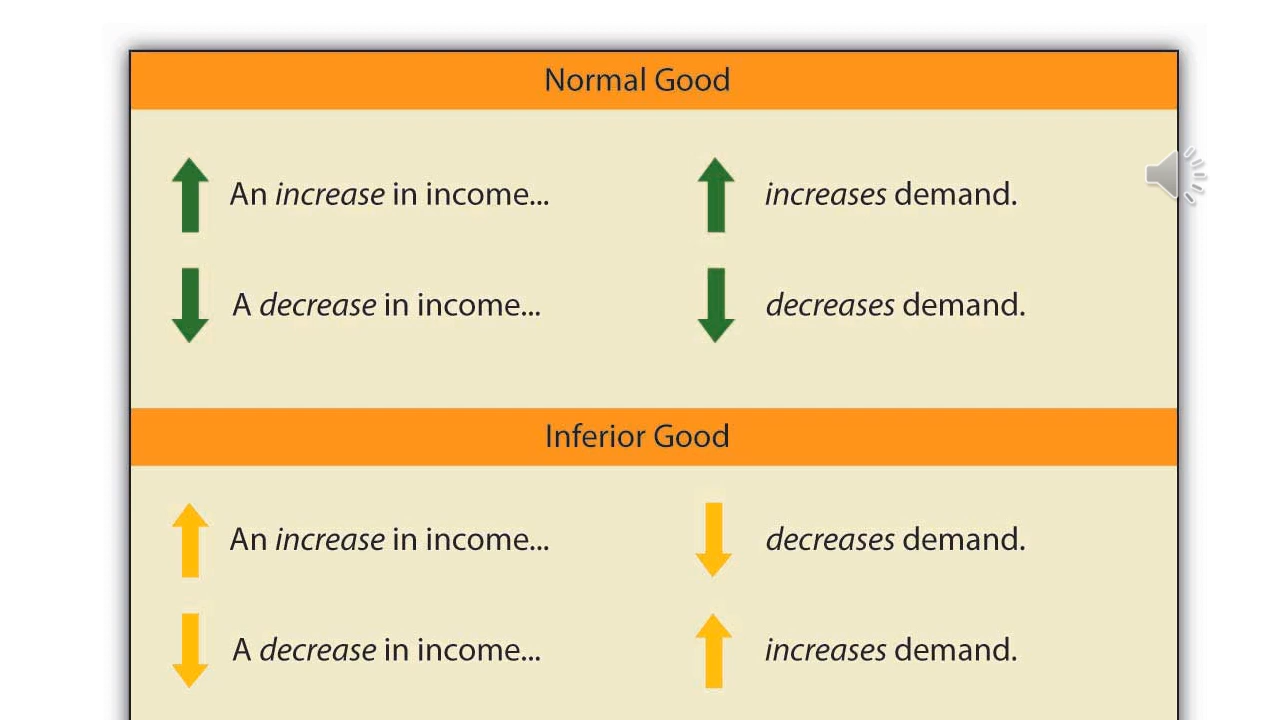 Normal Good
An increase in income... increases demand.
A decrease in income... decreases demand.
Inferior Good
An increase in income... decreases demand.
A decrease in income... increases demand.